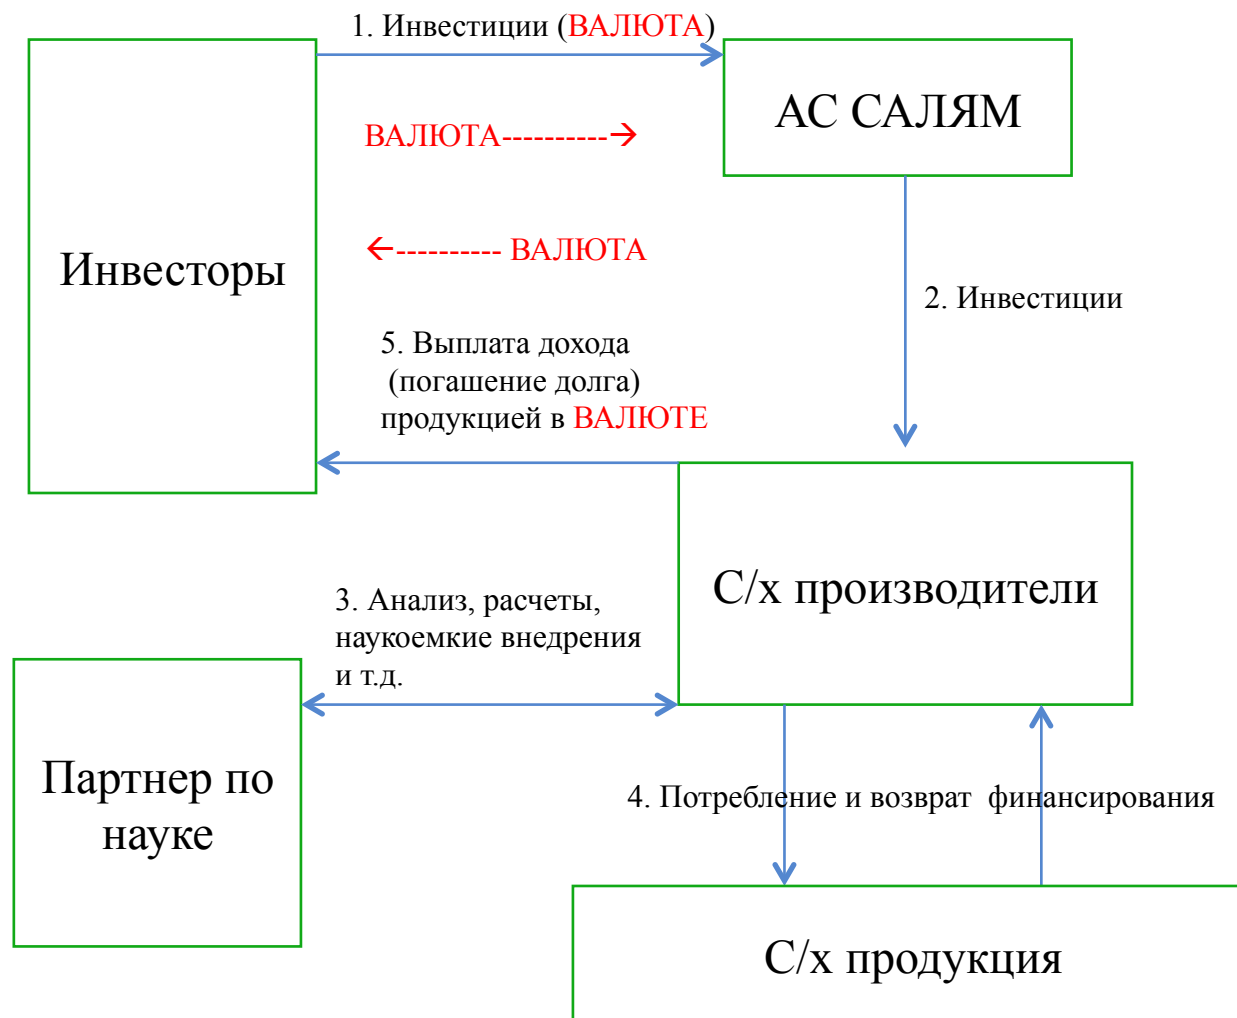 1. Инвестиции (ВАЛЮТА)
АС САЛЯМ
ВАЛЮТА----------→
←---------- ВАЛЮТА
Инвесторы
2. Инвестиции
5. Выплата дохода
(погашение долга)
продукцией в ВАЛЮТЕ
С/х производители
3. Анализ, расчеты,
наукоемкие внедрения
и т.д.
Партнер по
науке
4. Потребление и возврат финансирования
С/х продукция